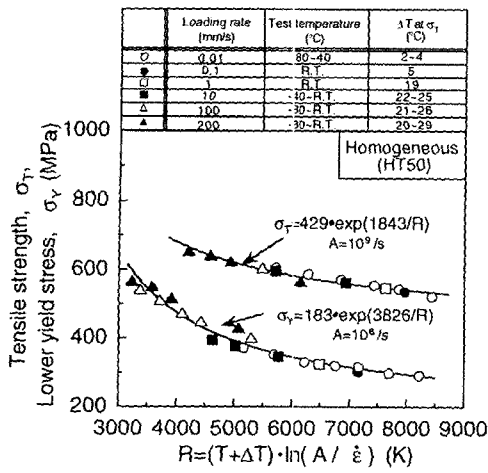 Loading rate (mm/s) Test temperature (°C) ΔT at σT (°C)
○ 0.01 -40 2~4
● 0.1 R.T. 5
□ 1 R.T. 19
■ 10 -40~R.T. 22~25
△ 100 R.T. 21~26
▲ 200 R.T. 20~29
Homogeneous
(HT50)
σT=429•exp(1843/R)
A=10⁹/s
σY=183•exp(3826/R)
A=10⁸/s
Tensile strength, σT,
Lower yield stress, σY (MPa)
1000
800
600
400
200
3000 4000 5000 6000 7000 8000 9000
R=(T+ΔT)•ln(A / ε̇) (K)